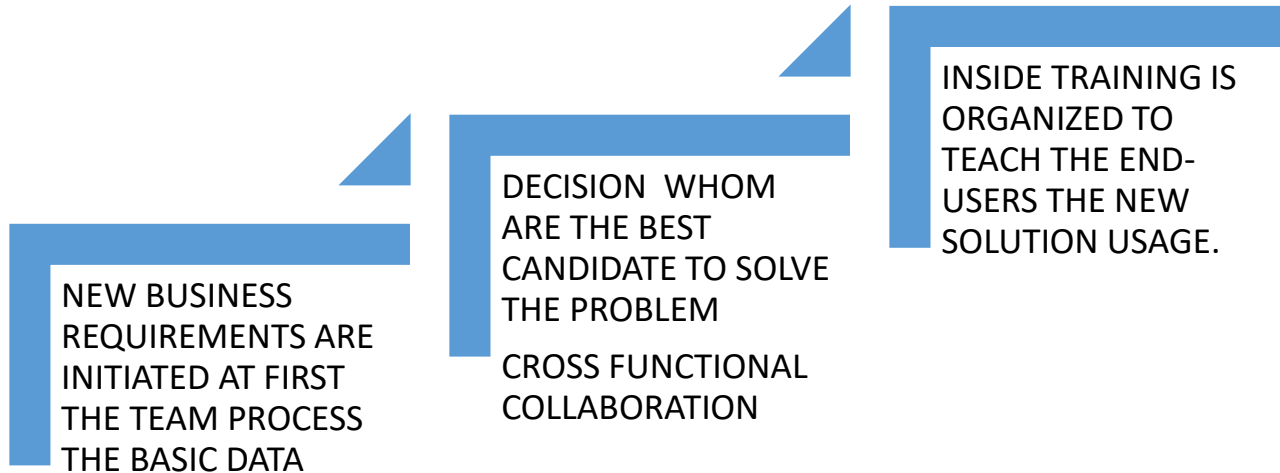 NEW BUSINESS
REQUIREMENTS ARE
INITIATED AT FIRST
THE TEAM PROCESS
THE BASIC DATA
DECISION  WHOM
ARE THE BEST
CANDIDATE TO SOLVE
THE PROBLEM
CROSS FUNCTIONAL
COLLABORATION
INSIDE TRAINING IS
ORGANIZED TO
TEACH THE END-
USERS THE NEW
SOLUTION USAGE.